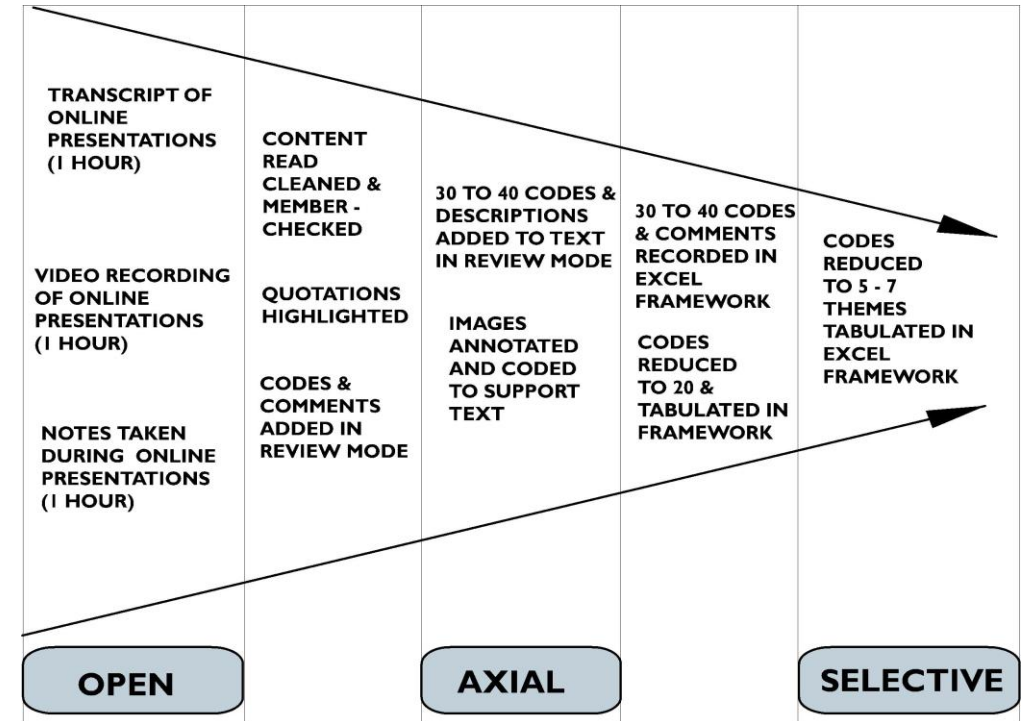 TRANSCRIPT OF
ONLINE
PRESENTATIONS
(1 HOUR)
VIDEO RECORDING
OF ONLINE
PRESENTATIONS
(1 HOUR)
NOTES TAKEN
DURING ONLINE
PRESENTATIONS
(1 HOUR)
CONTENT
READ
CLEANED &
MEMBER -
CHECKED
QUOTATIONS
HIGHLIGHTED
CODES &
COMMENTS
ADDED IN
REVIEW MODE
30 TO 40 CODES &
DESCRIPTIONS
ADDED TO TEXT
IN REVIEW MODE
IMAGES
ANNOTATED
AND CODED
TO SUPPORT
TEXT
30 TO 40 CODES
& COMMENTS
RECORDED IN
EXCEL
FRAMEWORK
CODES
REDUCED
TO 20 &
TABULATED IN
FRAMEWORK
CODES
REDUCED
TO 5 - 7
THEMES
TABULATED IN
EXCEL
FRAMEWORK
OPEN
AXIAL
SELECTIVE